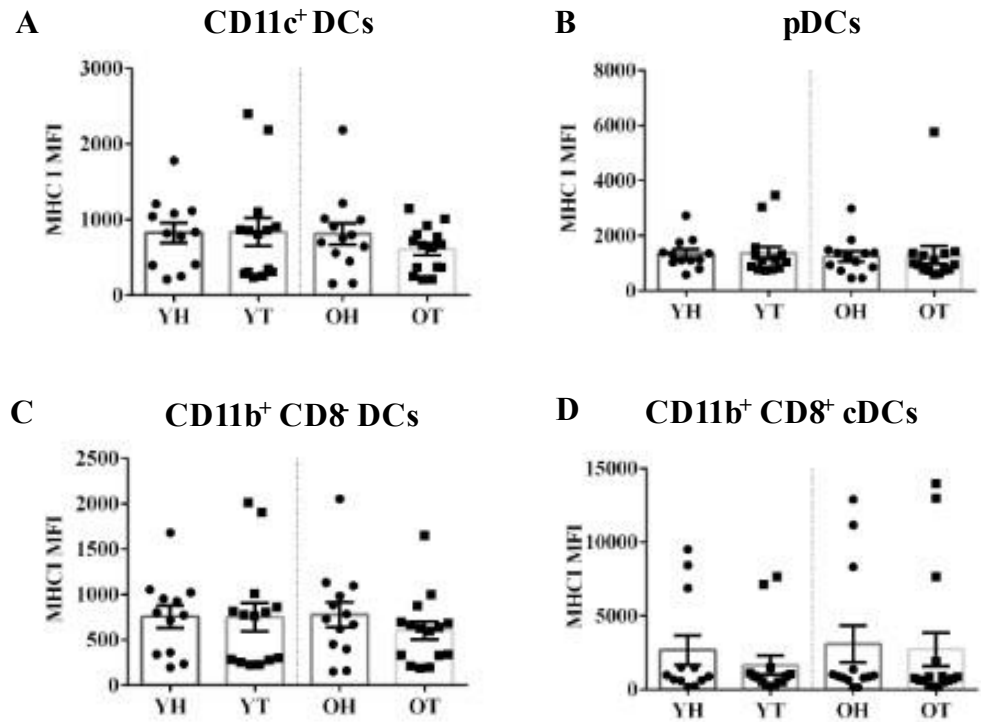 A CD11c⁺ DCs
MHC I MFI
3000
2000
1000
0
YH YT OH OT
B pDCs
MHC I MFI
8000
6000
4000
2000
0
YH YT OH OT
C CD11b⁺ CD8⁻ DCs
MHCI MFI
2500
2000
1500
1000
500
0
YH YT OH OT
D CD11b⁺ CD8⁺ cDCs
MHCI MFI
15000
10000
5000
0
YH YT OH OT